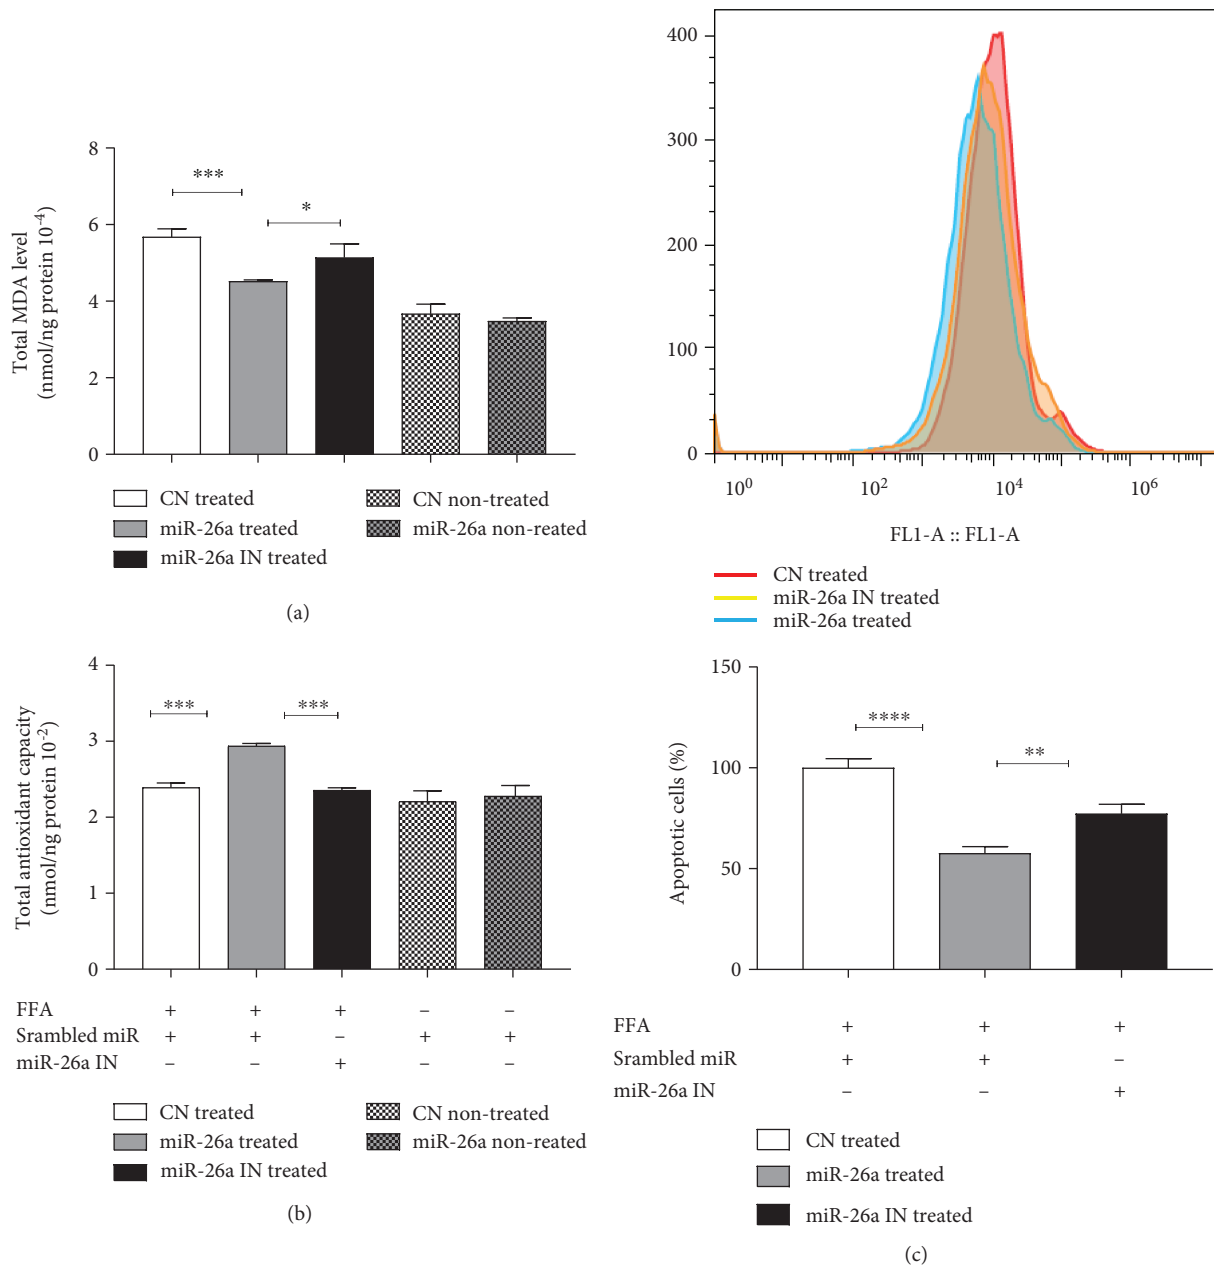 8
6
4
2
0
Total MDA level
(nmol/ng protein 10-4)
***
*
CN treated
miR-26a treated
miR-26a IN treated
CN non-treated
miR-26a non-reated
(a)
4
3
2
1
0
Total antioxidant capacity
(nmol/ng protein 10-2)
***
***
FFA + + + – –
Srambled miR + + – + +
miR-26a IN – – + – –
CN treated
miR-26a treated
miR-26a IN treated
CN non-treated
miR-26a non-reated
(b)
400
300
200
100
0
100 102 104 106
FL1-A :: FL1-A
CN treated
miR-26a IN treated
miR-26a treated
150
100
50
0
Apoptotic cells (%)
****
**
FFA + + +
Srambled miR + + –
miR-26a IN – – +
CN treated
miR-26a treated
miR-26a IN treated
(c)